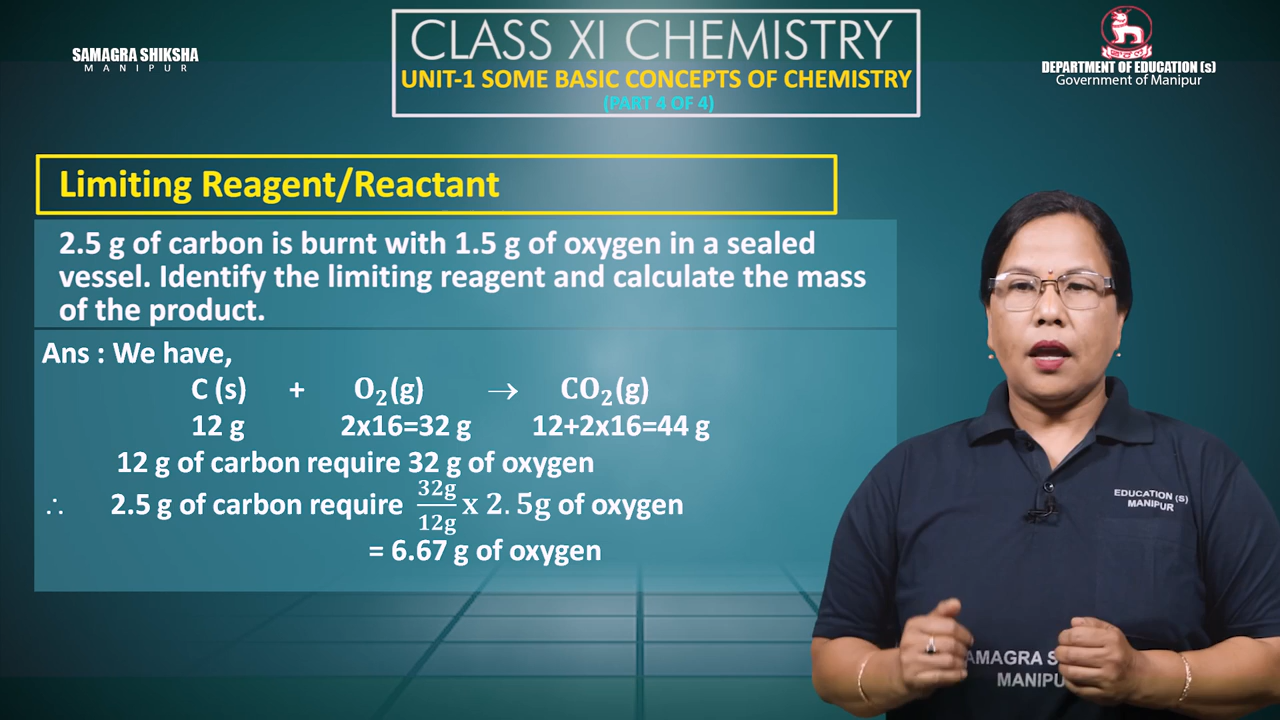 SAMAGRA SHIKSHA
MANIPUR
CLASS XI CHEMISTRY
UNIT-1 SOME BASIC CONCEPTS OF CHEMISTRY
(PART 4 OF 4)
DEPARTMENT OF EDUCATION (s)
Government of Manipur
Limiting Reagent/Reactant
2.5 g of carbon is burnt with 1.5 g of oxygen in a sealed
vessel. Identify the limiting reagent and calculate the mass
of the product.
Ans : We have,
C (s) + O₂(g) → CO₂(g)
12 g 2x16=32 g 12+2x16=44 g
12 g of carbon require 32 g of oxygen
∴ 2.5 g of carbon require 32g/12g x 2.5g of oxygen
= 6.67 g of oxygen
EDUCATION (S)
MANIPUR
AMAGRA S
MANIPU